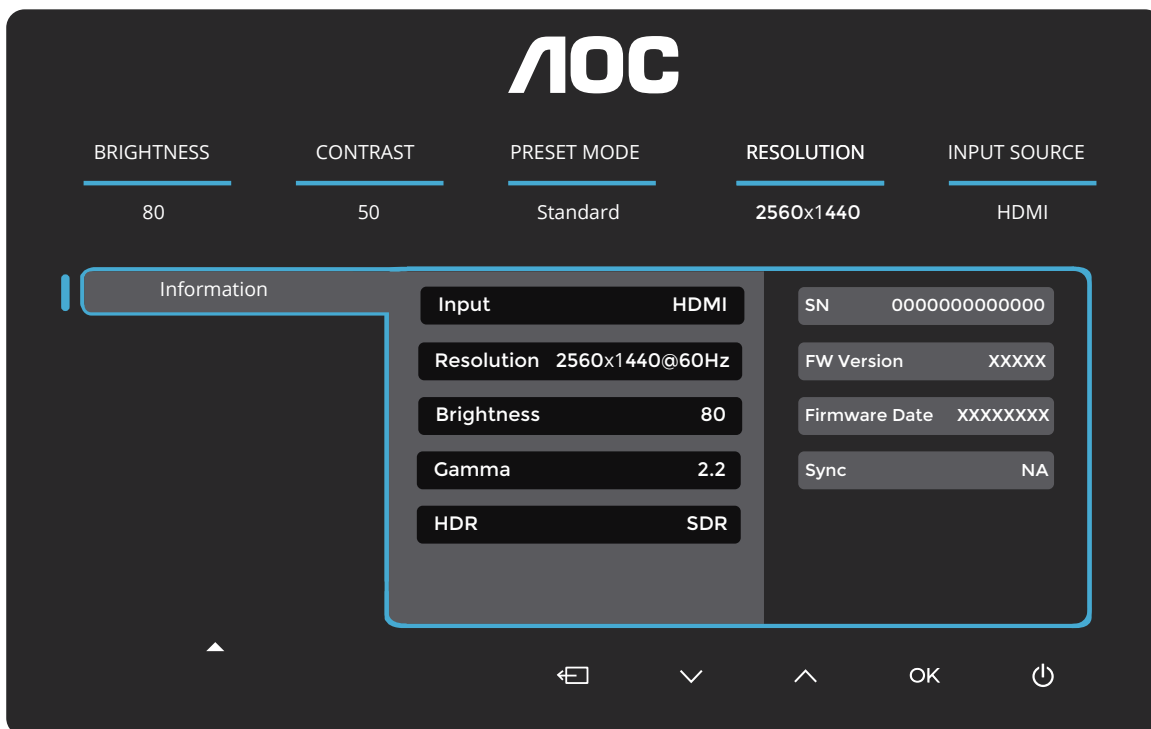 AOC
BRIGHTNESS CONTRAST PRESET MODE RESOLUTION INPUT SOURCE
80 50 Standard 2560x1440 HDMI
Information
Input HDMI
Resolution 2560x1440@60Hz
Brightness 80
Gamma 2.2
HDR SDR
SN 0000000000000
FW Version XXXXX
Firmware Date XXXXXXXX
Sync NA
OK